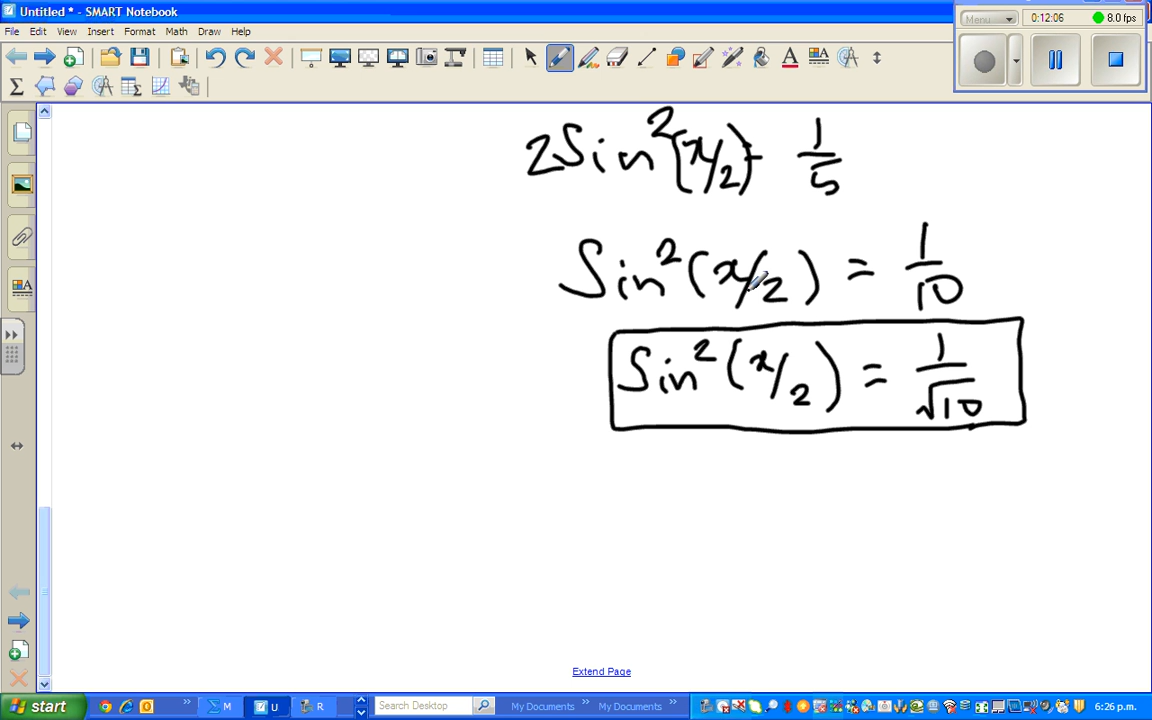 Untitled * - SMART Notebook
File Edit View Insert Format Math Draw Help
Menu
0:12:06
8.0 fps
2Sin²(x/2) = 1/5
Sin²(x/2) = 1/10
Sin²(x/2) = 1/√10
Extend Page
start
M
U
R
Search Desktop
My Documents
My Documents
6:26 p.m.